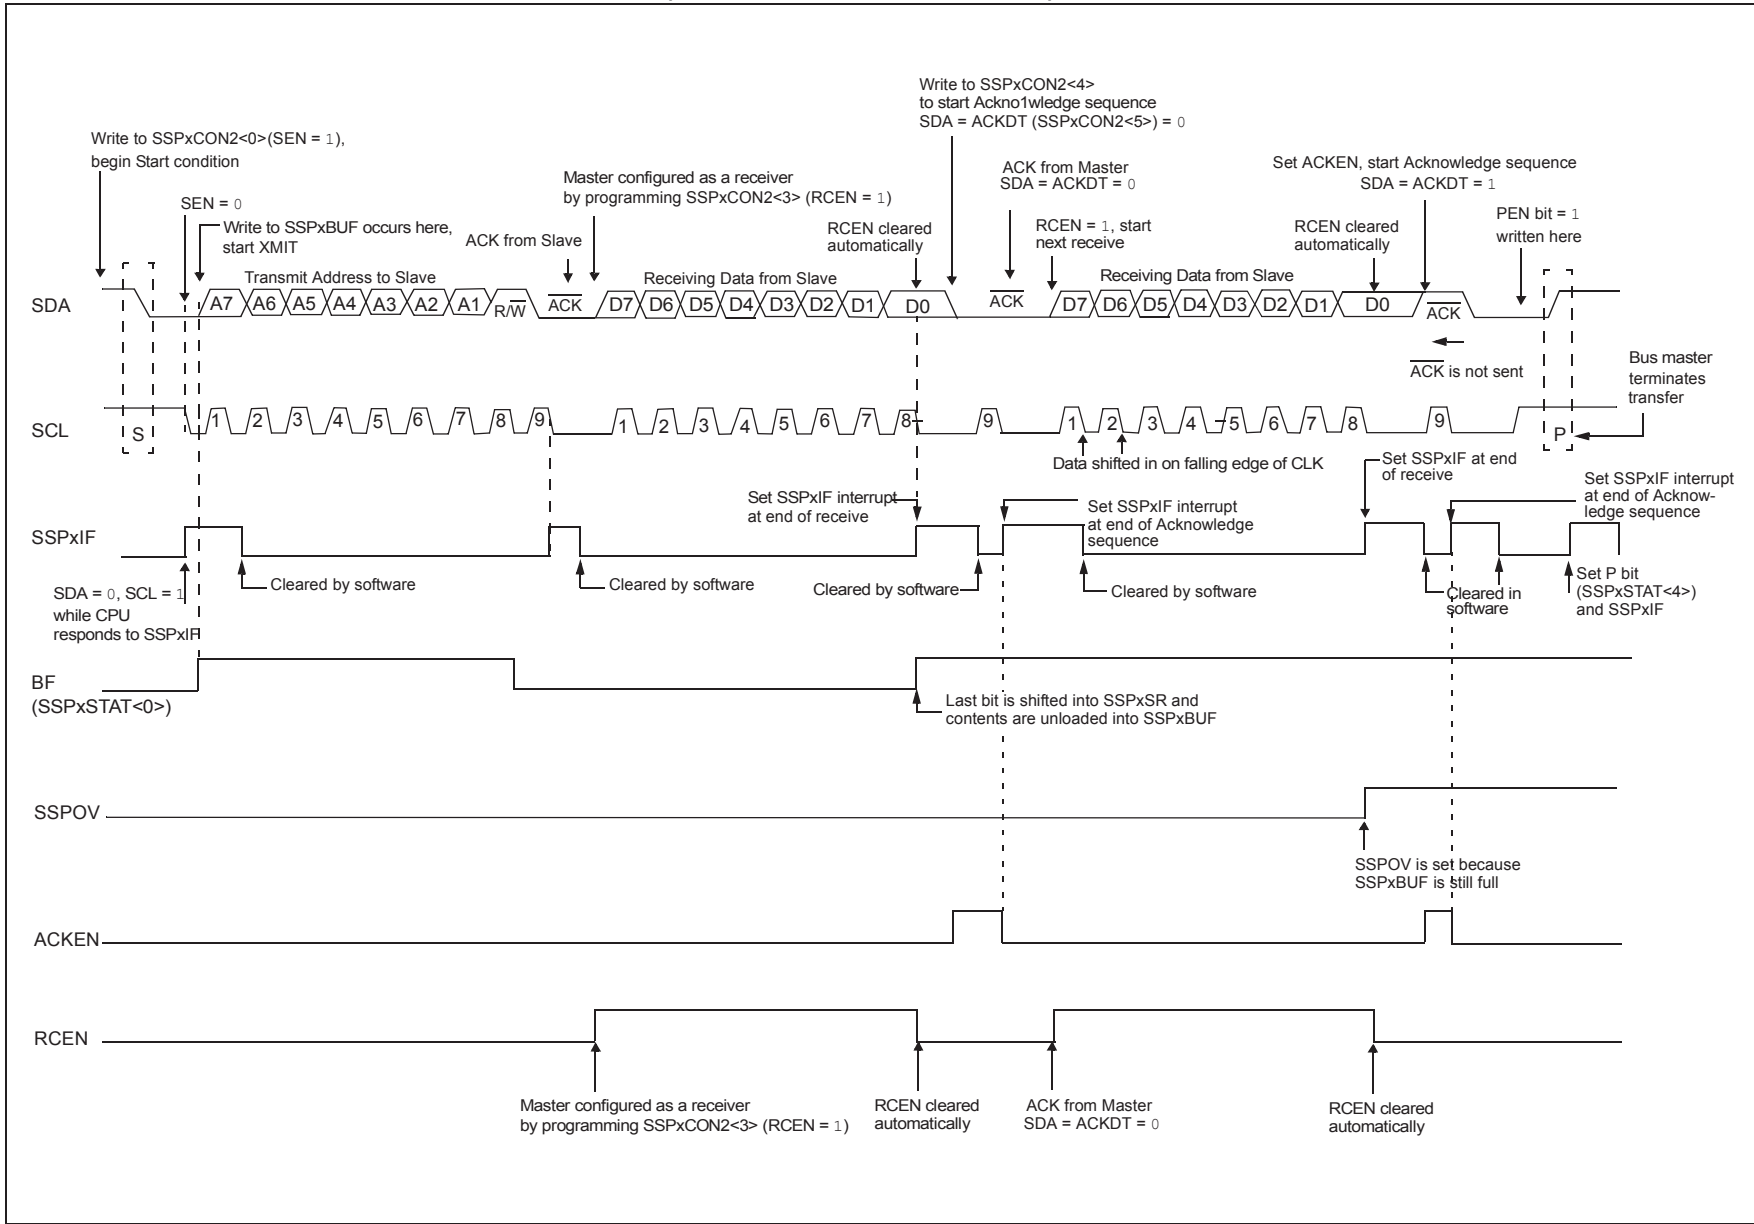 Write to SSPxCON2<4>
to start Ackno1wledge sequence
SDA = ACKDT (SSPxCON2<5>) = 0
Write to SSPxCON2<0>(SEN = 1),
begin Start condition
ACK from Master
SDA = ACKDT = 0
Set ACKEN, start Acknowledge sequence
SDA = ACKDT = 1
Master configured as a receiver
by programming SSPxCON2<3> (RCEN = 1)
SEN = 0
Write to SSPxBUF occurs here,
start XMIT
ACK from Slave
RCEN cleared
automatically
RCEN = 1, start
next receive
RCEN cleared
automatically
PEN bit = 1
written here
Transmit Address to Slave
Receiving Data from Slave
Receiving Data from Slave
SDA
A7 A6 A5 A4 A3 A2 A1 R/W ACK D7 D6 D5 D4 D3 D2 D1 D0 ACK D7 D6 D5 D4 D3 D2 D1 D0 ACK
ACK is not sent
Bus master
terminates
transfer
SCL
S 1 2 3 4 5 6 7 8 9 1 2 3 4 5 6 7 8 9 1 2 3 4 5 6 7 8 9 P
Data shifted in on falling edge of CLK
Set SSPxIF at end
of receive
Set SSPxIF interrupt
at end of receive
Set SSPxIF interrupt
at end of Acknowledge
sequence
Set SSPxIF interrupt
at end of Acknow-
ledge sequence
SSPxIF
SDA = 0, SCL = 1
while CPU
responds to SSPxIF
Cleared by software
Cleared by software
Cleared by software
Cleared by software
Cleared in
software
Set P bit
(SSPxSTAT<4>)
and SSPxIF
BF
(SSPxSTAT<0>)
Last bit is shifted into SSPxSR and
contents are unloaded into SSPxBUF
SSPOV
SSPOV is set because
SSPxBUF is still full
ACKEN
RCEN
Master configured as a receiver
by programming SSPxCON2<3> (RCEN = 1)
RCEN cleared
automatically
ACK from Master
SDA = ACKDT = 0
RCEN cleared
automatically